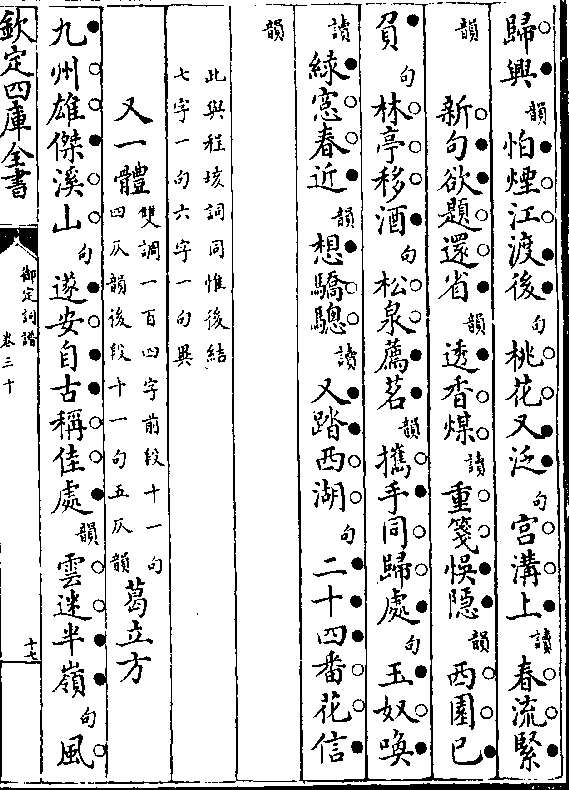 歸興韻怕煙江渡後句桃花又泛句宮溝上讀春流緊
韻新句欲題還省韻透香煤讀重箋悞隱韻西園已
負句林亭移酒句松泉薦茗韻攜手同歸處句玉奴喚
讀綠窻春近韻想驕驄讀又踏西湖句二十四番花信
韻
此與程垓詞同惟後結
七字一句六字一句異
又一體雙調一百四字前段十一句
四仄韻後段十一句五仄韻葛立方
九州雄傑溪山句遂安自古稱佳處韻雲迷半嶺句風
欽定四庫全書
御定詞譜
卷三十
十七